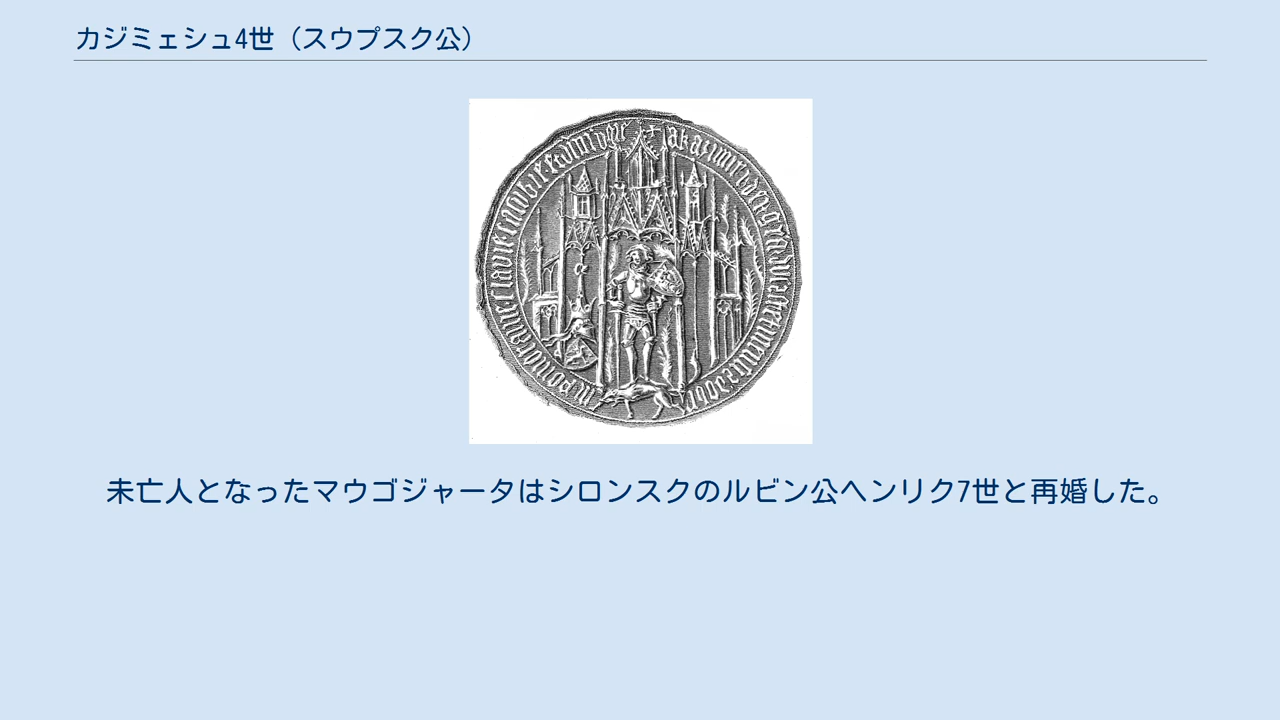 カジミェシュ4世（スウプスク公）
未亡人となったマウゴジャータはシロンスクのルビン公ヘンリク7世と再婚した。